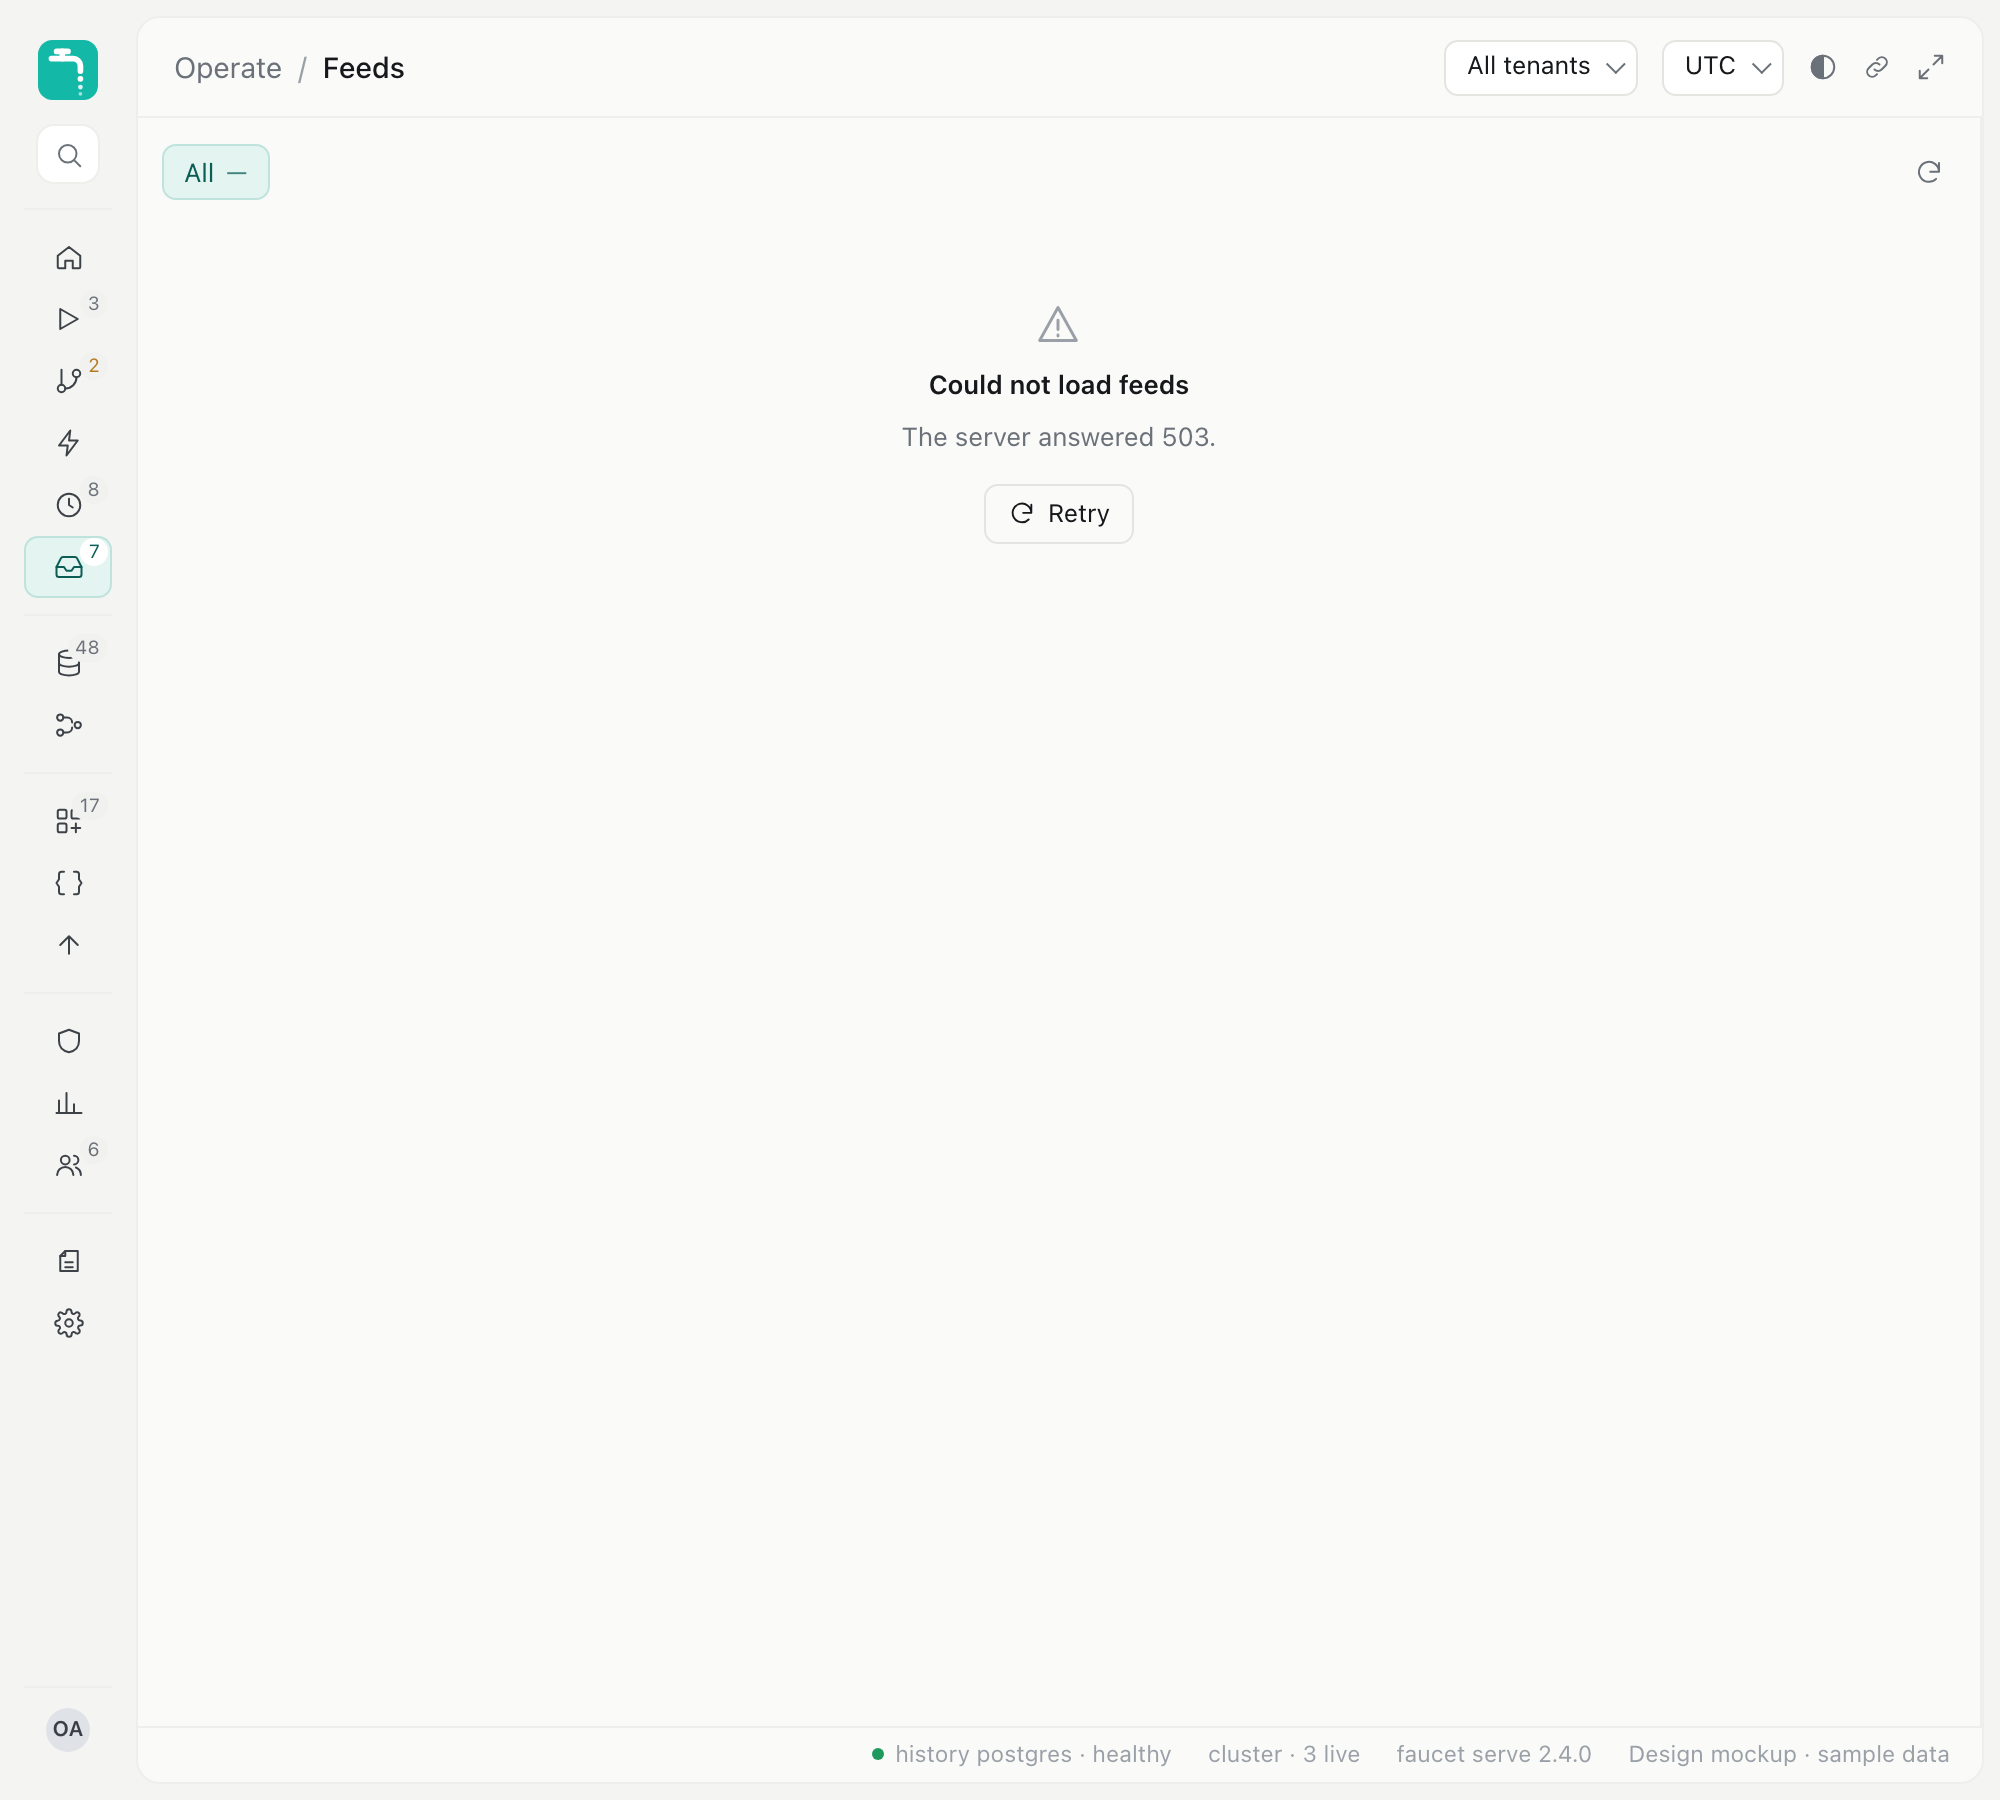 Operate / Feeds
All tenants
UTC
All —
3
2
8
7
48
17
6
Could not load feeds
The server answered 503.
Retry
OA
history postgres · healthy
cluster · 3 live
faucet serve 2.4.0
Design mockup · sample data